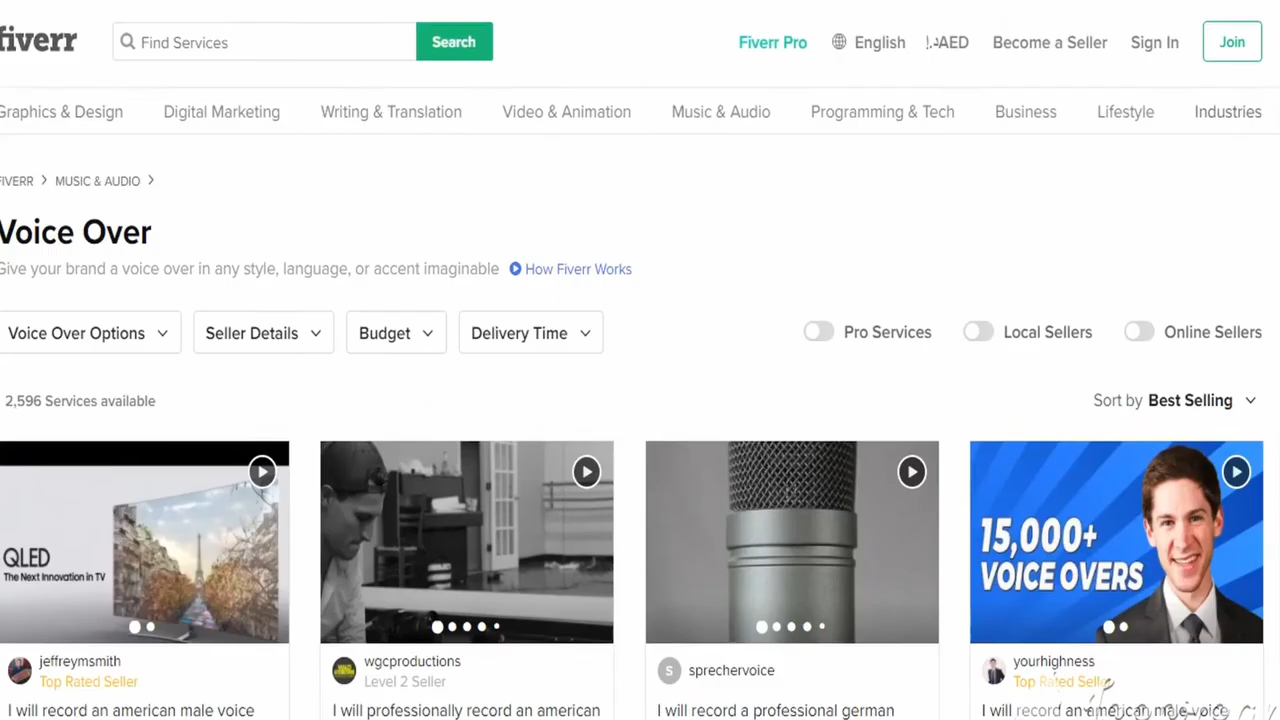 fiverr
Find Services
Search
Fiverr Pro
English
د.إAED
Become a Seller
Sign In
Join
Graphics & Design
Digital Marketing
Writing & Translation
Video & Animation
Music & Audio
Programming & Tech
Business
Lifestyle
Industries
FIVERR
MUSIC & AUDIO
Voice Over
Give your brand a voice over in any style, language, or accent imaginable
How Fiverr Works
Voice Over Options
Seller Details
Budget
Delivery Time
Pro Services
Local Sellers
Online Sellers
2,596 Services available
Sort by Best Selling
QLED
The Next Innovation in TV
15,000+
VOICE OVERS
jeffreymsmith
Top Rated Seller
I will record an american male voice
wgcproductions
Level 2 Seller
I will professionally record an american
S
sprechervoice
I will record a professional german
yourhighness
Top Rated Seller
I will record an american male voice